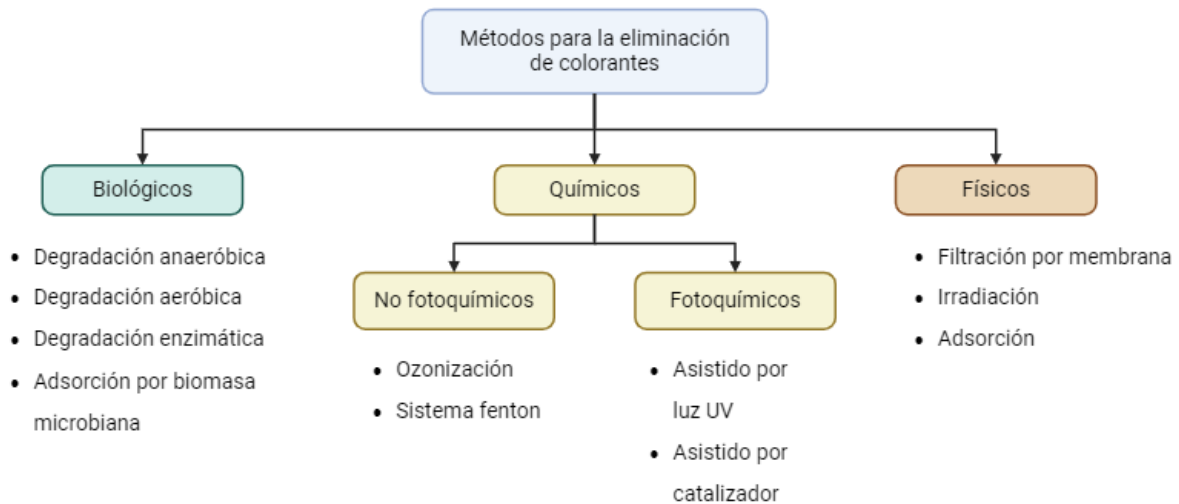 Métodos para la eliminación
de colorantes
Biológicos
Químicos
Físicos
• Degradación anaeróbica
• Degradación aeróbica
• Degradación enzimática
• Adsorción por biomasa
microbiana
No fotoquímicos
Fotoquímicos
• Ozonización
• Sistema fenton
• Asistido por
luz UV
• Asistido por
catalizador
• Filtración por membrana
• Irradiación
• Adsorción